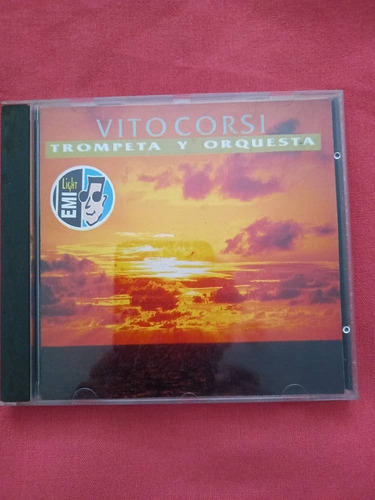 VITO CORSI
TROMPETA Y ORQUESTA
EMI Light